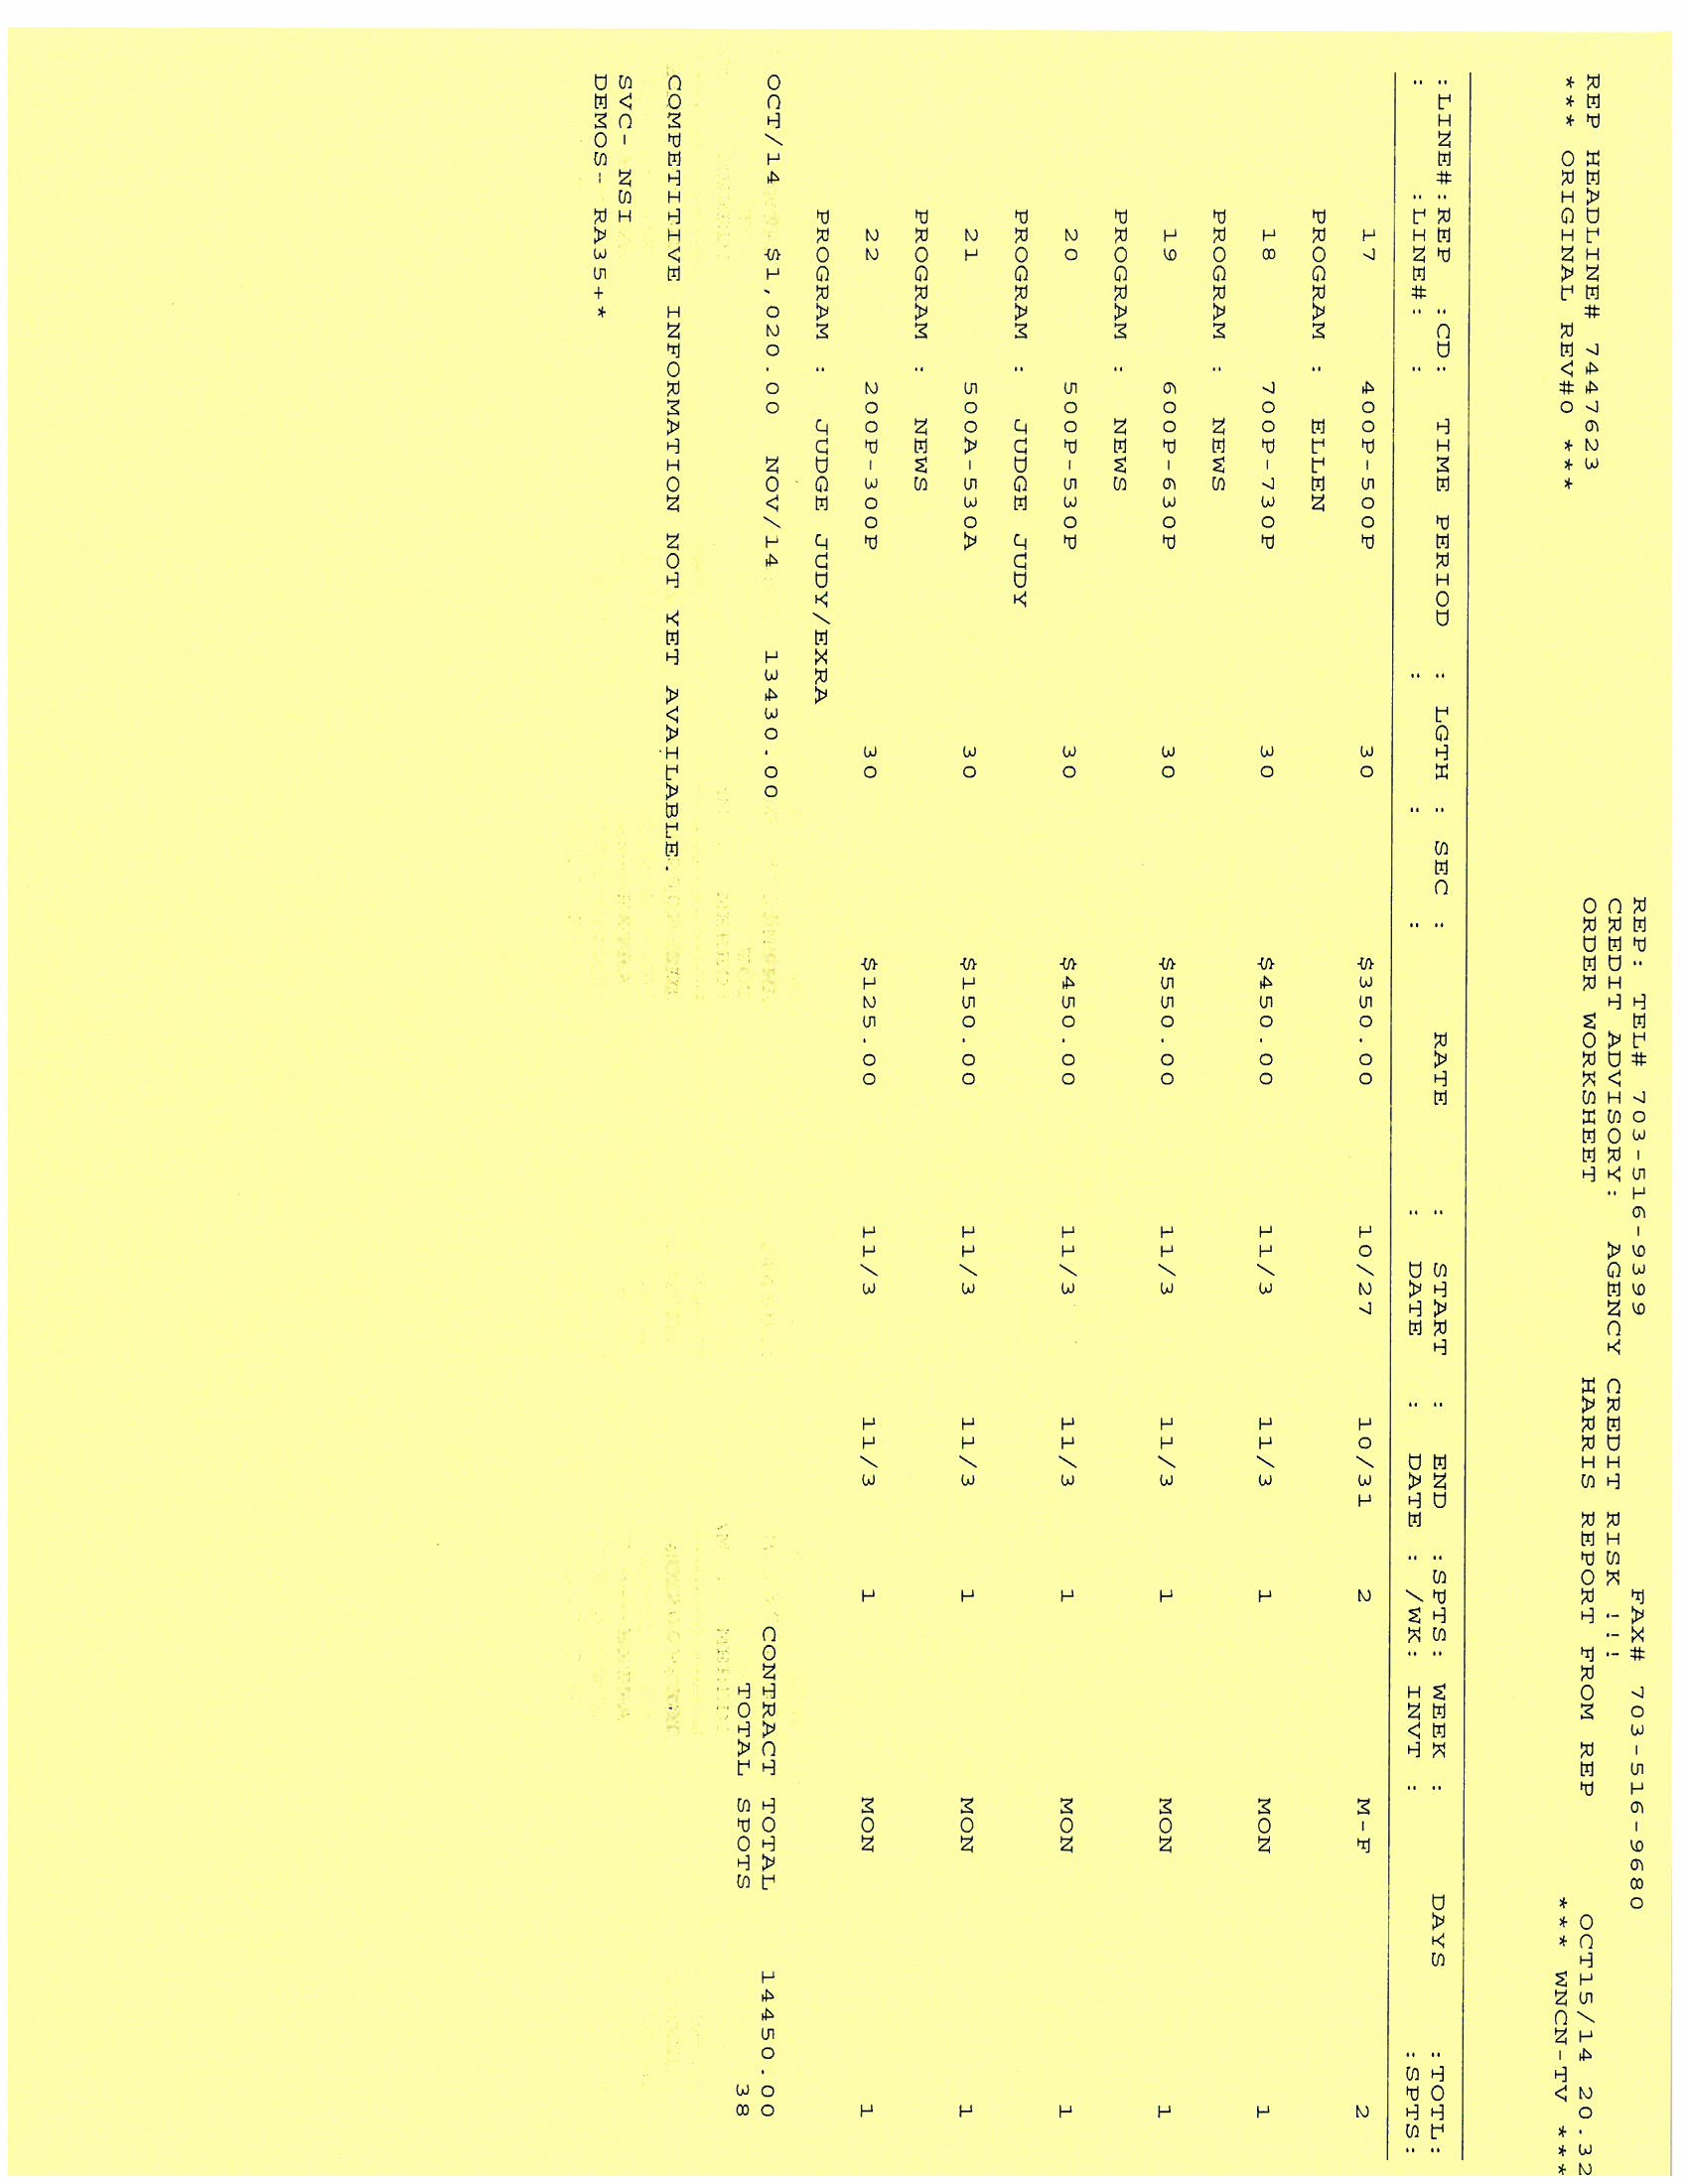 REP: TEL# 703-516-9399 FAX# 703-516-9680
CREDIT ADVISORY: AGENCY CREDIT RISK !!!
REP HEADLINE# 7447623 ORDER WORKSHEET HARRIS REPORT FROM REP OCT15/14 20.32
*** ORIGINAL REV#0 *** *** WNCN-TV ***
:LINE#:REP :CD: TIME PERIOD : LGTH : SEC : RATE : START : END :SPTS: WEEK : DAYS :TOTL:
: :LINE#: : : : : DATE : DATE : /WK: INVT : :SPTS:
17 400P-500P 30 $350.00 10/27 10/31 2 M-F 2
PROGRAM : ELLEN
18 700P-730P 30 $450.00 11/3 11/3 1 MON 1
PROGRAM : NEWS
19 600P-630P 30 $550.00 11/3 11/3 1 MON 1
PROGRAM : NEWS
20 500P-530P 30 $450.00 11/3 11/3 1 MON 1
PROGRAM : JUDGE JUDY
21 500A-530A 30 $150.00 11/3 11/3 1 MON 1
PROGRAM : NEWS
22 200P-300P 30 $125.00 11/3 11/3 1 MON 1
PROGRAM : JUDGE JUDY/EXRA
OCT/14 $1,020.00 NOV/14 13430.00 CONTRACT TOTAL 14450.00
TOTAL SPOTS 38
COMPETITIVE INFORMATION NOT YET AVAILABLE.
SVC- NSI
DEMOS- RA35+*